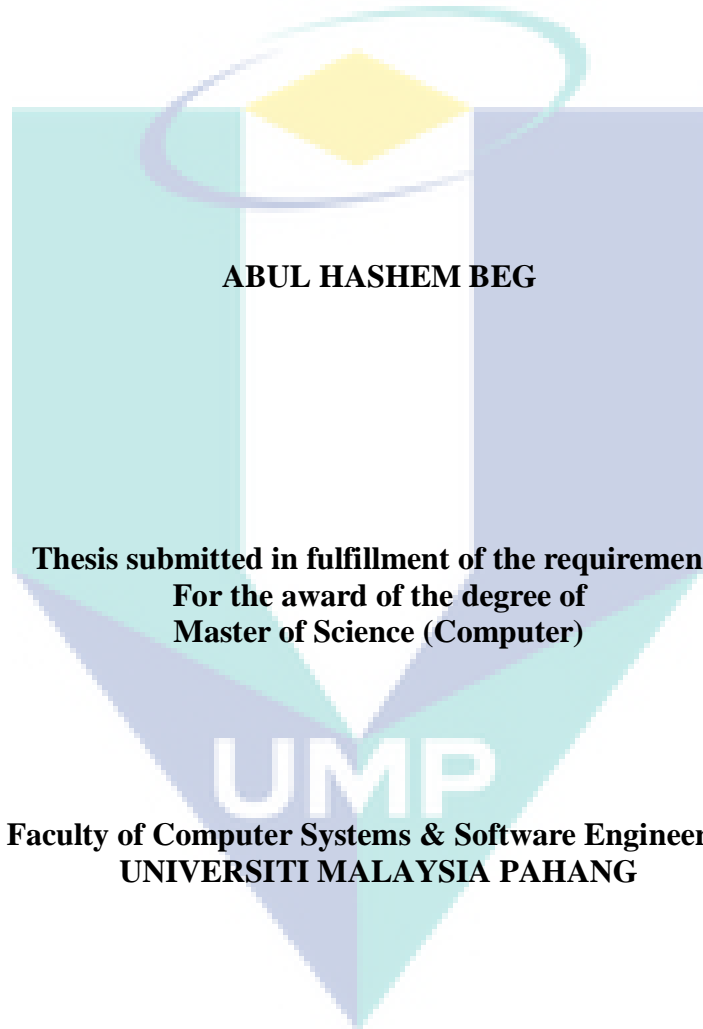 ABUL HASHEM BEG
Thesis submitted in fulfillment of the requiremen
For the award of the degree of
Master of Science (Computer)
UMP
Faculty of Computer Systems & Software Engineer
UNIVERSITI MALAYSIA PAHANG